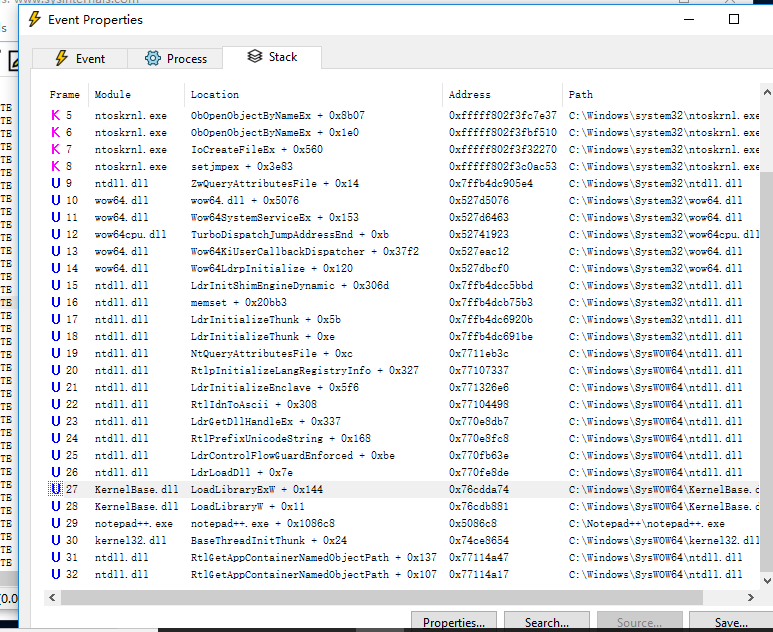 s: www.sysinternals.com
Event Properties
Event Process Stack
Frame Module Location Address Path
K 5 ntoskrnl.exe ObOpenObjectByNameEx + 0x8b07 0xfffff802f3fc7e37 C:\Windows\system32\ntoskrnl.exe
K 6 ntoskrnl.exe ObOpenObjectByNameEx + 0x1e0 0xfffff802f3fbf510 C:\Windows\system32\ntoskrnl.exe
K 7 ntoskrnl.exe IoCreateFileEx + 0x560 0xfffff802f3f32270 C:\Windows\system32\ntoskrnl.exe
K 8 ntoskrnl.exe setjmpex + 0x3e83 0xfffff802f3c0ac53 C:\Windows\system32\ntoskrnl.exe
U 9 ntdll.dll ZwQueryAttributesFile + 0x14 0x7ffb4dc905e4 C:\Windows\System32\ntdll.dll
U 10 wow64.dll wow64.dll + 0x5076 0x527d5076 C:\Windows\System32\wow64.dll
U 11 wow64.dll Wow64SystemServiceEx + 0x153 0x527d6463 C:\Windows\System32\wow64.dll
U 12 wow64cpu.dll TurboDispatchJumpAddressEnd + 0xb 0x52741923 C:\Windows\System32\wow64cpu.dll
U 13 wow64.dll Wow64KiUserCallbackDispatcher + 0x37f2 0x527eac12 C:\Windows\System32\wow64.dll
U 14 wow64.dll Wow64LdrpInitialize + 0x120 0x527dbcf0 C:\Windows\System32\wow64.dll
U 15 ntdll.dll LdrInitShimEngineDynamic + 0x306d 0x7ffb4dcc5bbd C:\Windows\System32\ntdll.dll
U 16 ntdll.dll memset + 0x20bb3 0x7ffb4dcb75b3 C:\Windows\System32\ntdll.dll
U 17 ntdll.dll LdrInitializeThunk + 0x5b 0x7ffb4dc6920b C:\Windows\System32\ntdll.dll
U 18 ntdll.dll LdrInitializeThunk + 0xe 0x7ffb4dc691be C:\Windows\System32\ntdll.dll
U 19 ntdll.dll NtQueryAttributesFile + 0xc 0x7711eb3c C:\Windows\SysWOW64\ntdll.dll
U 20 ntdll.dll RtlpInitializeLangRegistryInfo + 0x327 0x77107337 C:\Windows\SysWOW64\ntdll.dll
U 21 ntdll.dll LdrInitializeEnclave + 0x5f6 0x771326e6 C:\Windows\SysWOW64\ntdll.dll
U 22 ntdll.dll RtlIdnToAscii + 0x308 0x77104498 C:\Windows\SysWOW64\ntdll.dll
U 23 ntdll.dll LdrGetDllHandleEx + 0x337 0x770e8db7 C:\Windows\SysWOW64\ntdll.dll
U 24 ntdll.dll RtlPrefixUnicodeString + 0x168 0x770e8fc8 C:\Windows\SysWOW64\ntdll.dll
U 25 ntdll.dll LdrControlFlowGuardEnforced + 0xbe 0x770fb63e C:\Windows\SysWOW64\ntdll.dll
U 26 ntdll.dll LdrLoadDll + 0x7e 0x770fe8de C:\Windows\SysWOW64\ntdll.dll
U 27 KernelBase.dll LoadLibraryExW + 0x144 0x76cdda74 C:\Windows\SysWOW64\KernelBase.d
U 28 KernelBase.dll LoadLibraryW + 0x11 0x76cdb881 C:\Windows\SysWOW64\KernelBase.d
U 29 notepad++.exe notepad++.exe + 0x1086c8 0x5086c8 C:\Notepad++\notepad++.exe
U 30 kernel32.dll BaseThreadInitThunk + 0x24 0x74ce8654 C:\Windows\SysWOW64\kernel32.dll
U 31 ntdll.dll RtlGetAppContainerNamedObjectPath + 0x137 0x77114a47 C:\Windows\SysWOW64\ntdll.dll
U 32 ntdll.dll RtlGetAppContainerNamedObjectPath + 0x107 0x77114a17 C:\Windows\SysWOW64\ntdll.dll
Properties... Search... Source... Save...